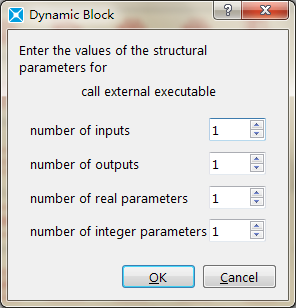 Dynamic Block
Enter the values of the structural
parameters for
call external executable
number of inputs 1
number of outputs 1
number of real parameters 1
number of integer parameters 1
OK Cancel